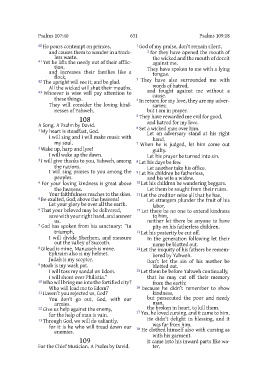 Psalms 107:40
651
Psalms 109:18
40 He pours contempt on princes,
and causes them to wander in a track-
less waste.
41 Yet he lifts the needy out of their afflic-
tion,
and increases their families like a
flock.
42 The upright will see it, and be glad.
All the wicked will shut their mouths.
43 Whoever is wise will pay attention to
these things.
They will consider the loving kind-
nesses of Yahweh.
108
A Song. A Psalm by David.
1 My heart is steadfast, God.
I will sing and I will make music with
my soul.
2 Wake up, harp and lyre!
I will wake up the dawn.
3 I will give thanks to you, Yahweh, among
the nations.
I will sing praises to you among the
peoples.
4 For your loving kindness is great above
the heavens.
Your faithfulness reaches to the skies.
5 Be exalted, God, above the heavens!
Let your glory be over all the earth.
6 That your beloved may be delivered,
save with your right hand, and answer
us.
7 God has spoken from his sanctuary: "In
triumph,
I will divide Shechem, and measure
out the valley of Succoth.
8 Gilead is mine. Manasseh is mine.
Ephraim also is my helmet.
Judah is my scepter.
9 Moab is my wash pot.
I will toss my sandal on Edom.
I will shout over Philistia."
10 Who will bring me into the fortified city?
Who will lead me to Edom?
11 Haven't you rejected us, God?
You don't go out, God, with our
armies.
12 Give us help against the enemy,
for the help of man is vain.
13 Through God, we will do valiantly,
for it is he who will tread down our
enemies.
109
For the Chief Musician. A Psalm by David.
1 God of my praise, don't remain silent,
2 for they have opened the mouth of
the wicked and the mouth of deceit
against me.
They have spoken to me with a lying
tongue.
3 They have also surrounded me with
words of hatred,
and fought against me without a
cause.
4 In return for my love, they are my adver-
saries;
but I am in prayer.
5 They have rewarded me evil for good,
and hatred for my love.
6 Set a wicked man over him.
Let an adversary stand at his right
hand.
7 When he is judged, let him come out
guilty.
Let his prayer be turned into sin.
8 Let his days be few.
Let another take his office.
9 Let his children be fatherless,
and his wife a widow.
10 Let his children be wandering beggars.
Let them be sought from their ruins.
11 Let the creditor seize all that he has.
Let strangers plunder the fruit of his
labor.
12 Let there be no one to extend kindness
to him,
neither let there be anyone to have
pity on his fatherless children.
13 Let his posterity be cut off.
In the generation following let their
name be blotted out.
14 Let the iniquity of his fathers be remem-
bered by Yahweh.
Don't let the sin of his mother be
blotted out.
15 Let them be before Yahweh continually,
that he may cut off their memory
from the earth;
16 because he didn't remember to show
kindness,
but persecuted the poor and needy
man,
the broken in heart, to kill them.
17 Yes, he loved cursing, and it came to him.
He didn't delight in blessing, and it
was far from him.
18 He clothed himself also with cursing as
with his garment.
It came into his inward parts like wa-
ter,